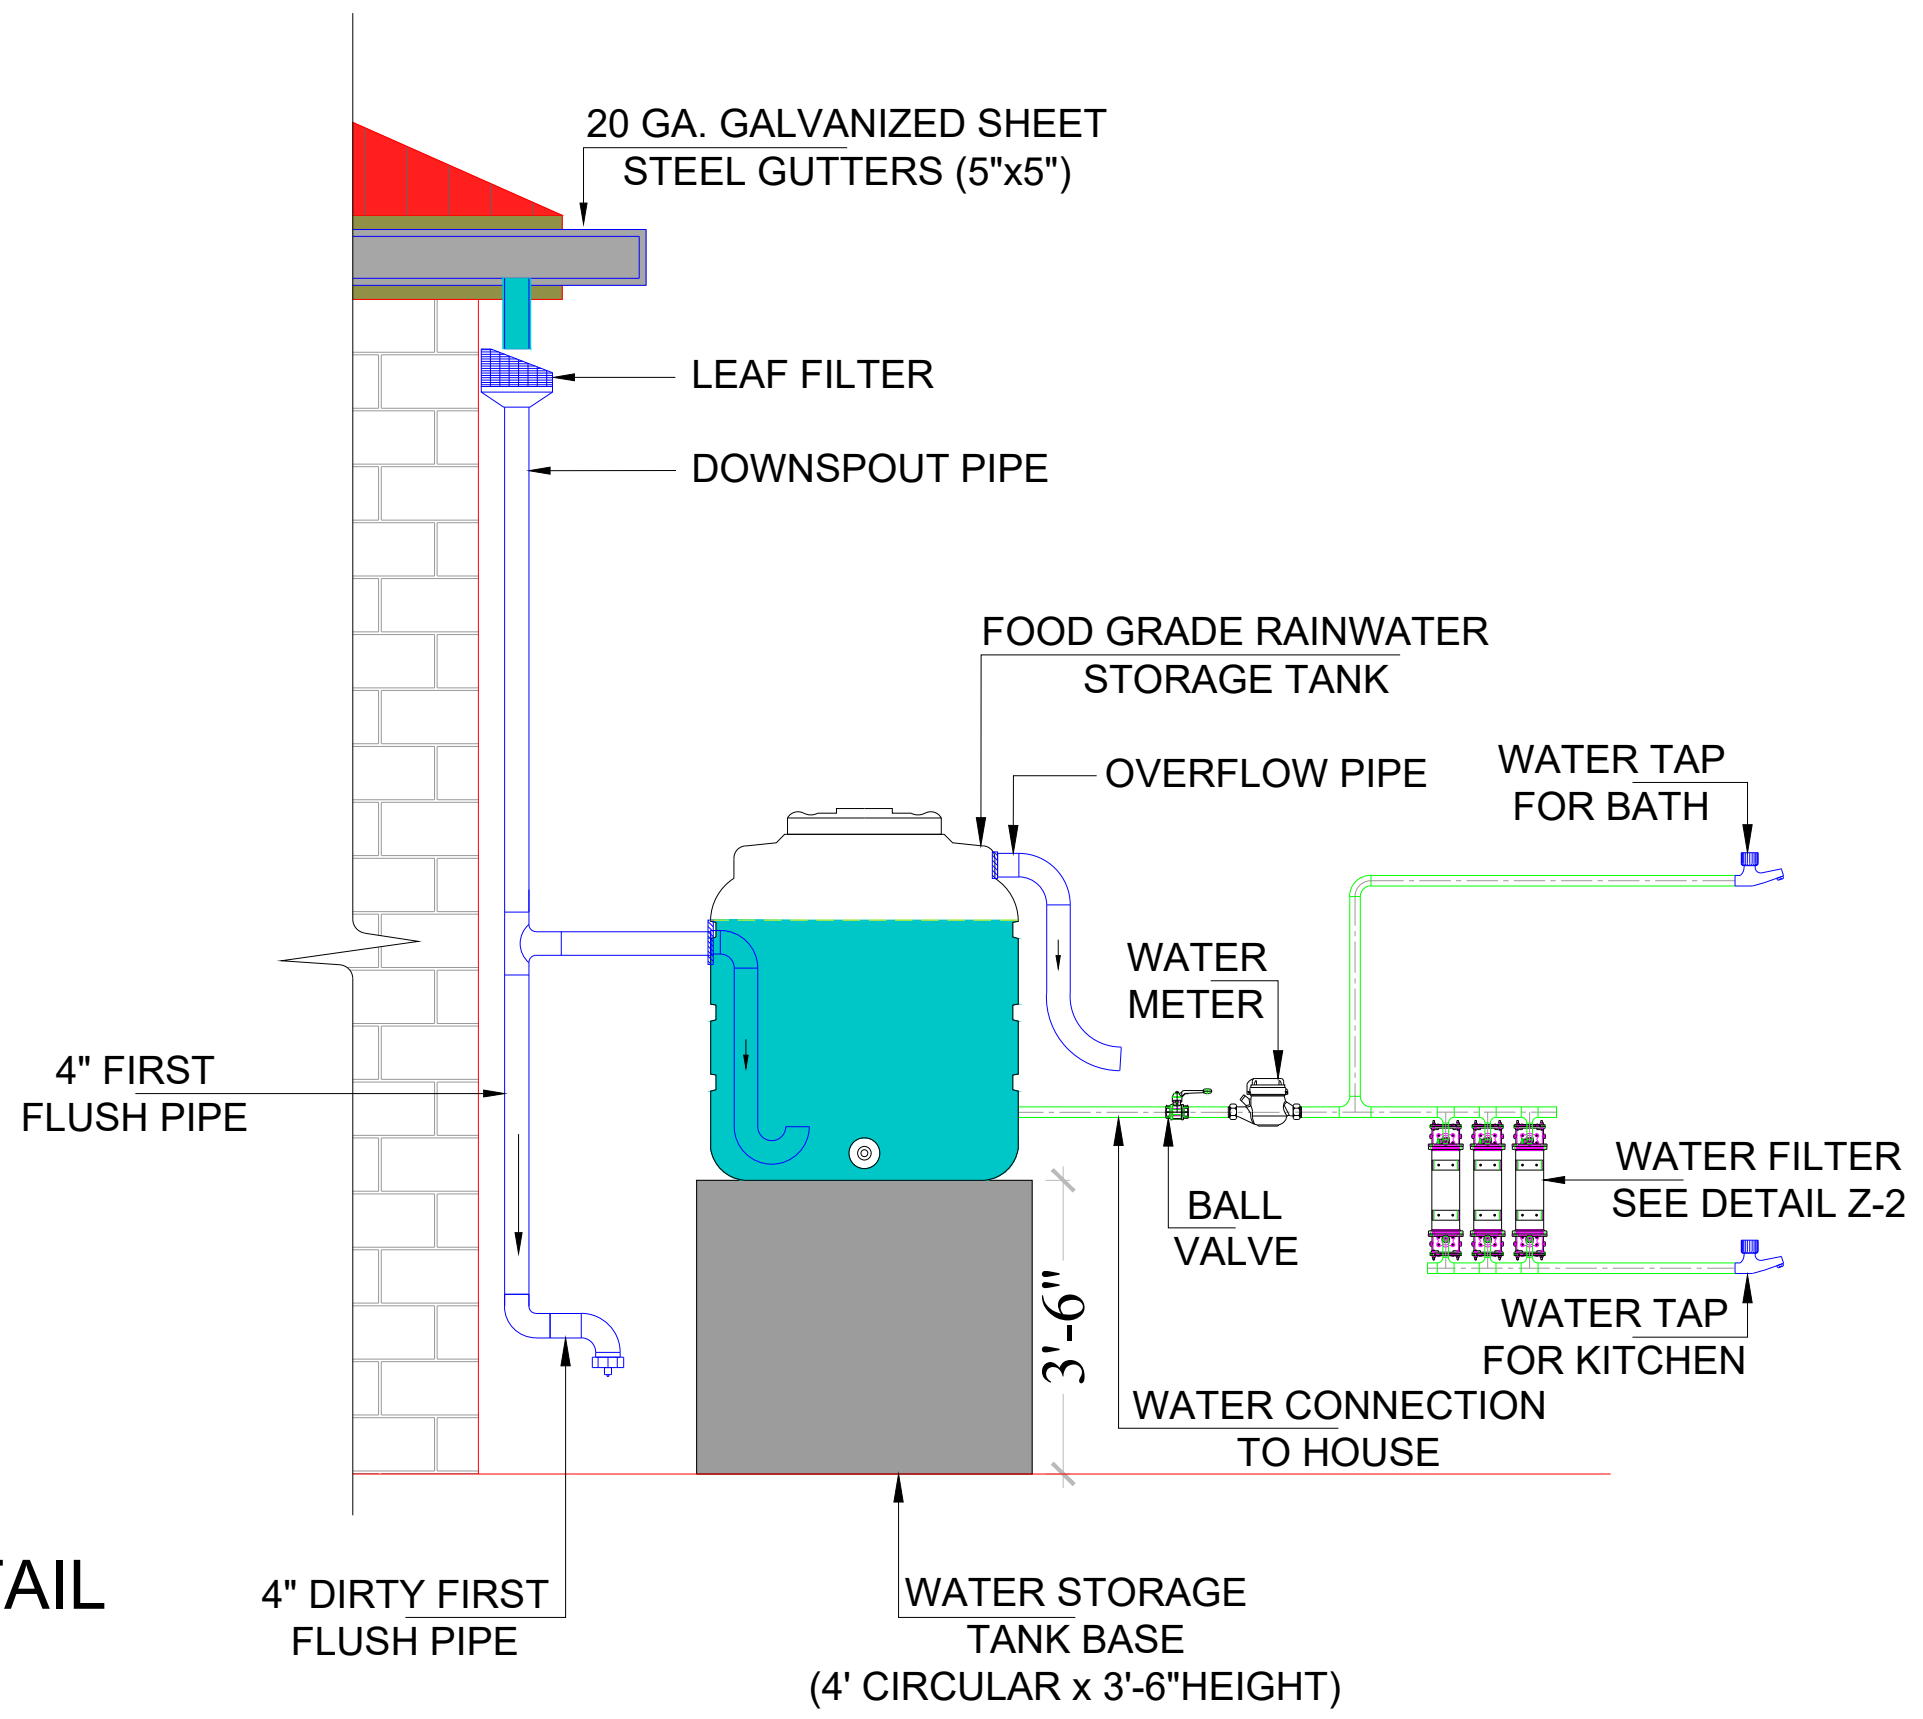 20 GA. GALVANIZED SHEET
STEEL GUTTERS (5"x5")
LEAF FILTER
DOWNSPOUT PIPE
FOOD GRADE RAINWATER
STORAGE TANK
OVERFLOW PIPE
WATER TAP
FOR BATH
WATER
METER
4" FIRST
FLUSH PIPE
BALL
VALVE
WATER FILTER
SEE DETAIL Z-2
3'-6"
WATER TAP
FOR KITCHEN
WATER CONNECTION
TO HOUSE
TAIL
4" DIRTY FIRST
FLUSH PIPE
WATER STORAGE
TANK BASE
(4' CIRCULAR x 3'-6"HEIGHT)